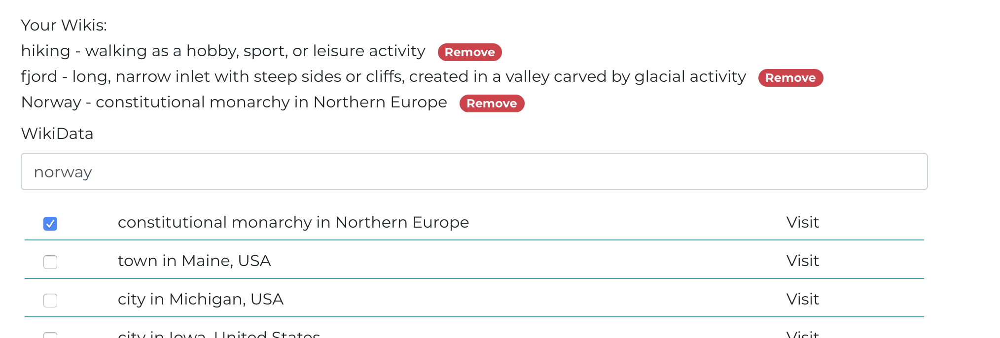 Your Wikis:
hiking - walking as a hobby, sport, or leisure activity Remove
fjord - long, narrow inlet with steep sides or cliffs, created in a valley carved by glacial activity Remove
Norway - constitutional monarchy in Northern Europe Remove
WikiData
norway
constitutional monarchy in Northern Europe Visit
town in Maine, USA Visit
city in Michigan, USA Visit
city in Iowa, United States Visit